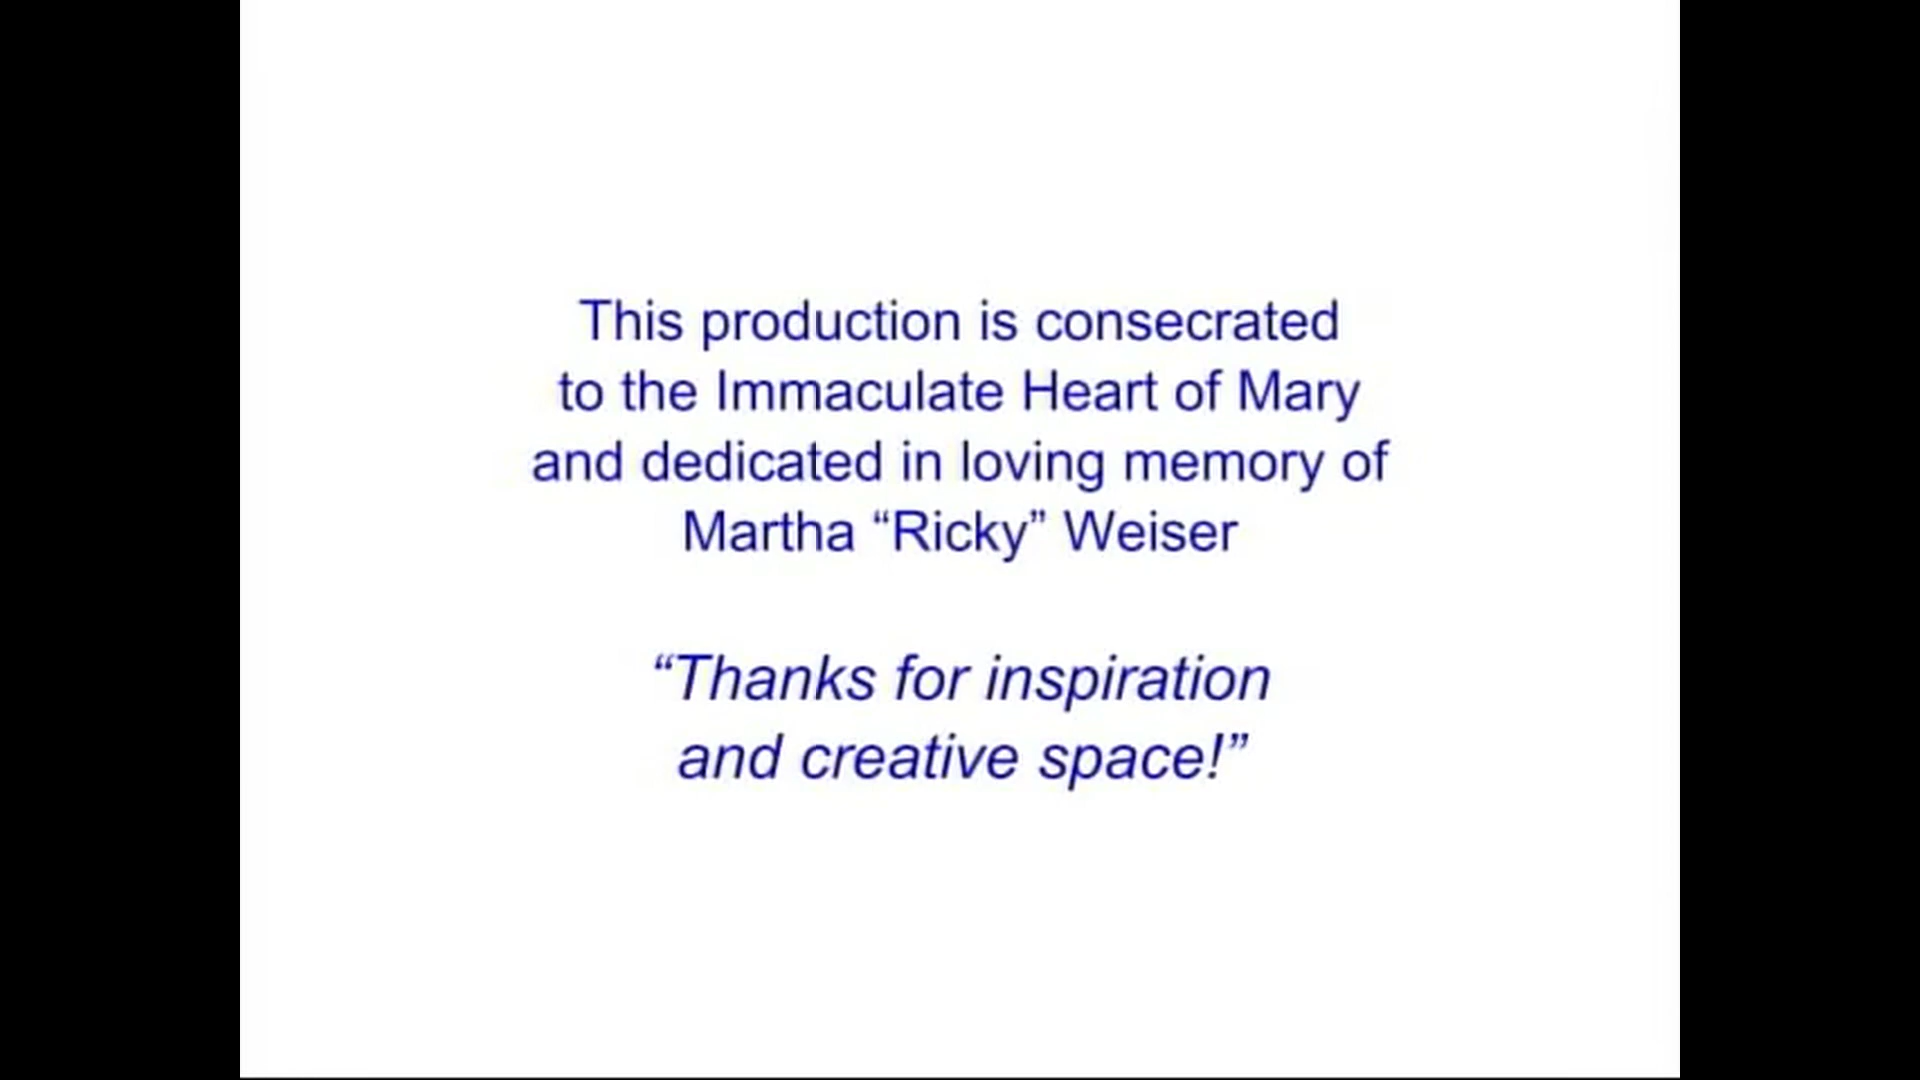 This production is consecrated
to the Immaculate Heart of Mary
and dedicated in loving memory of
Martha “Ricky” Weiser
“Thanks for inspiration
and creative space!”